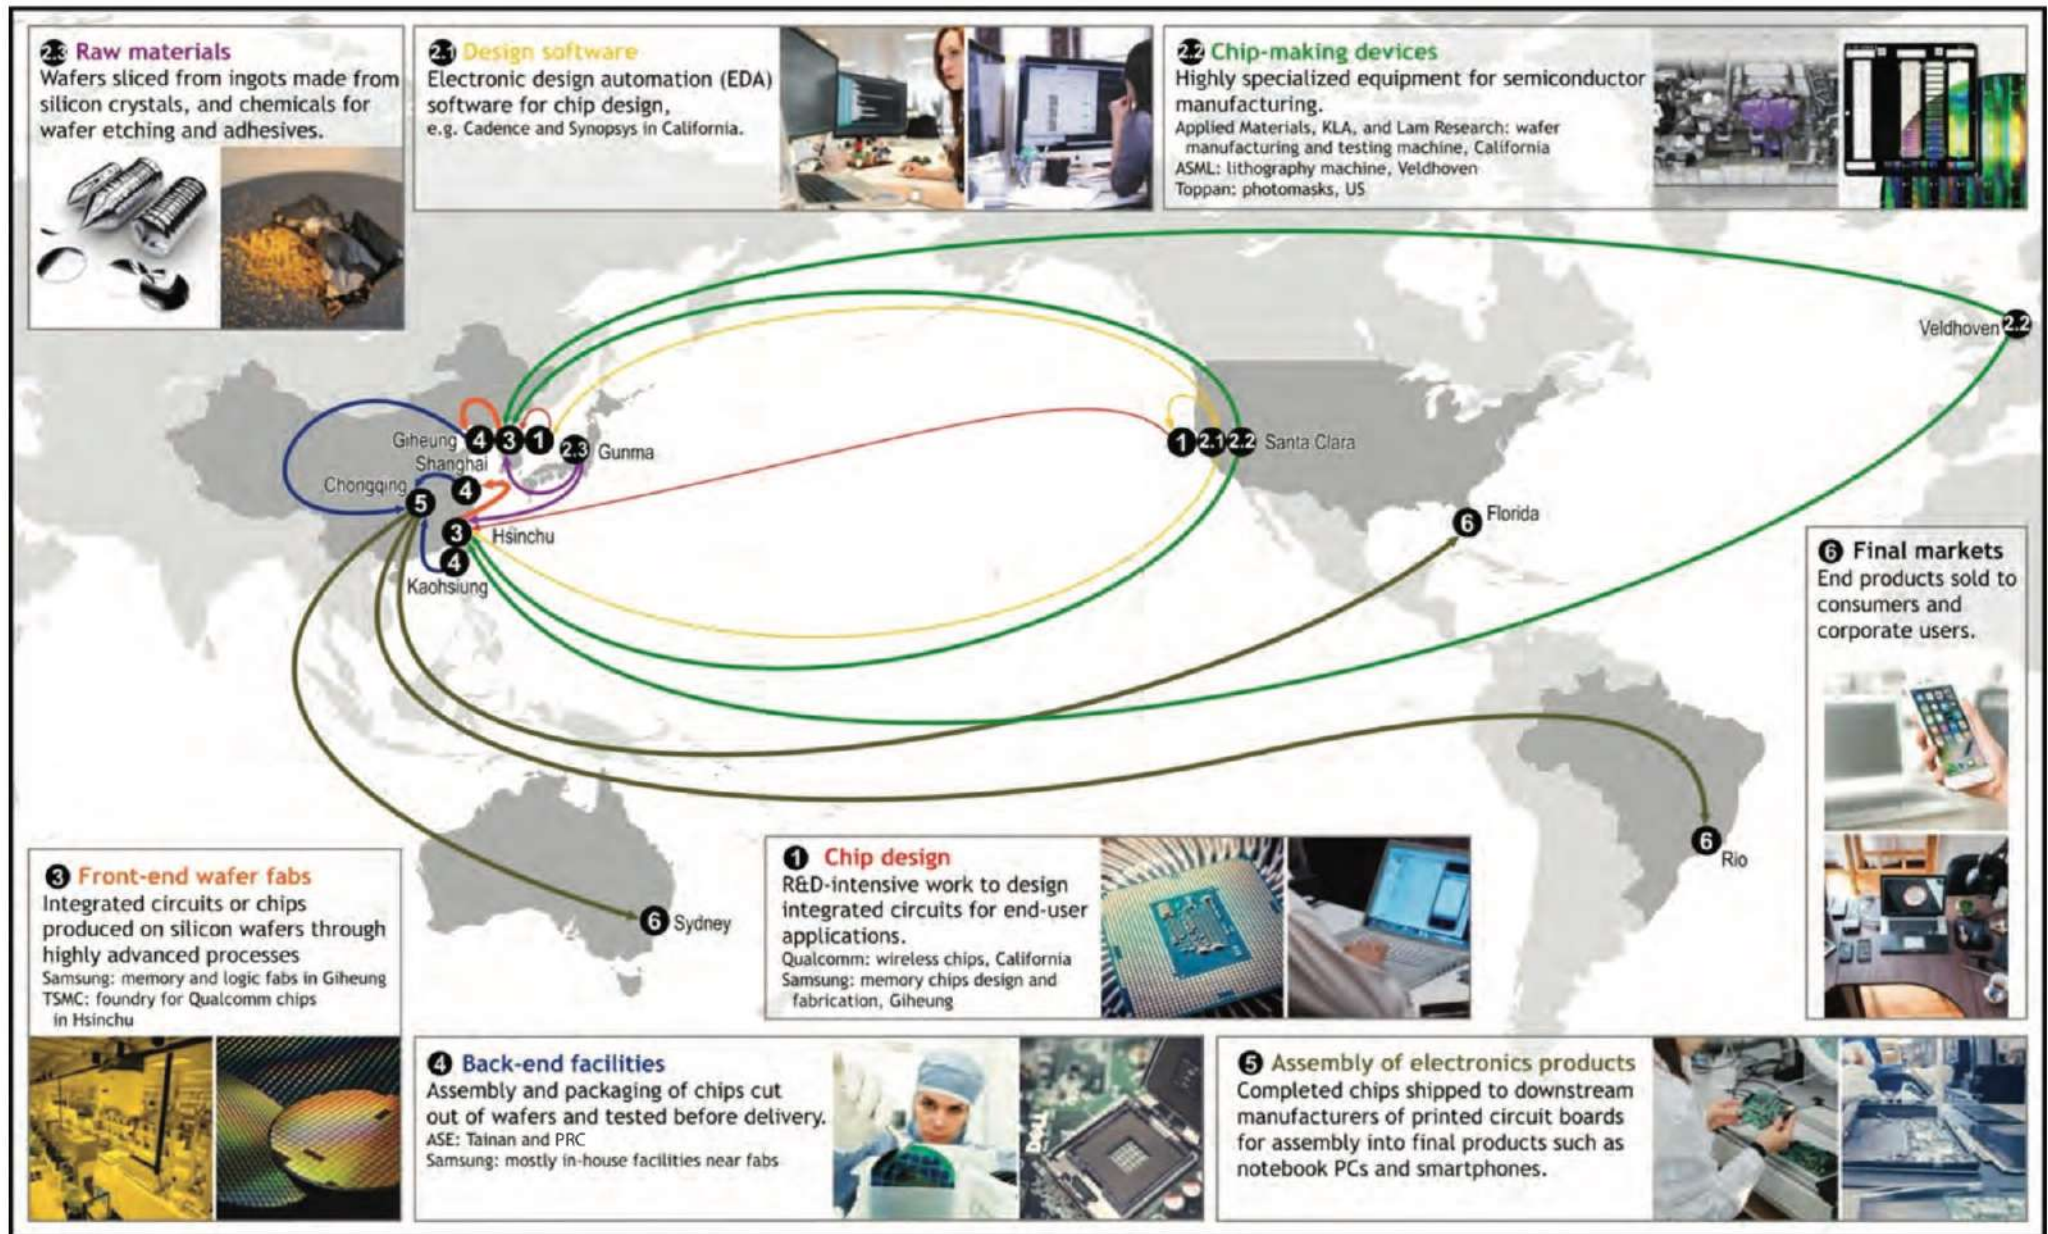 2.3 Raw materials
Wafers sliced from ingots made from
silicon crystals, and chemicals for
wafer etching and adhesives.
2.1 Design software
Electronic design automation (EDA)
software for chip design,
e.g. Cadence and Synopsys in California.
2.2 Chip-making devices
Highly specialized equipment for semiconductor
manufacturing.
Applied Materials, KLA, and Lam Research: wafer
manufacturing and testing machine, California
ASML: lithography machine, Veldhoven
Toppan: photomasks, US
Veldhoven 2.2
Giheung 4 3 1
2.3 Gunma
Shanghai
4
Chongqing
5
3 Hsinchu
4
Kaohsiung
1 2.1 2.2 Santa Clara
6 Florida
6 Rio
6 Sydney
6 Final markets
End products sold to
consumers and
corporate users.
3 Front-end wafer fabs
Integrated circuits or chips
produced on silicon wafers through
highly advanced processes
Samsung: memory and logic fabs in Giheung
TSMC: foundry for Qualcomm chips
in Hsinchu
1 Chip design
R&D-intensive work to design
integrated circuits for end-user
applications.
Qualcomm: wireless chips, California
Samsung: memory chips design and
fabrication, Giheung
4 Back-end facilities
Assembly and packaging of chips cut
out of wafers and tested before delivery.
ASE: Tainan and PRC
Samsung: mostly in-house facilities near fabs
DELL
5 Assembly of electronics products
Completed chips shipped to downstream
manufacturers of printed circuit boards
for assembly into final products such as
notebook PCs and smartphones.